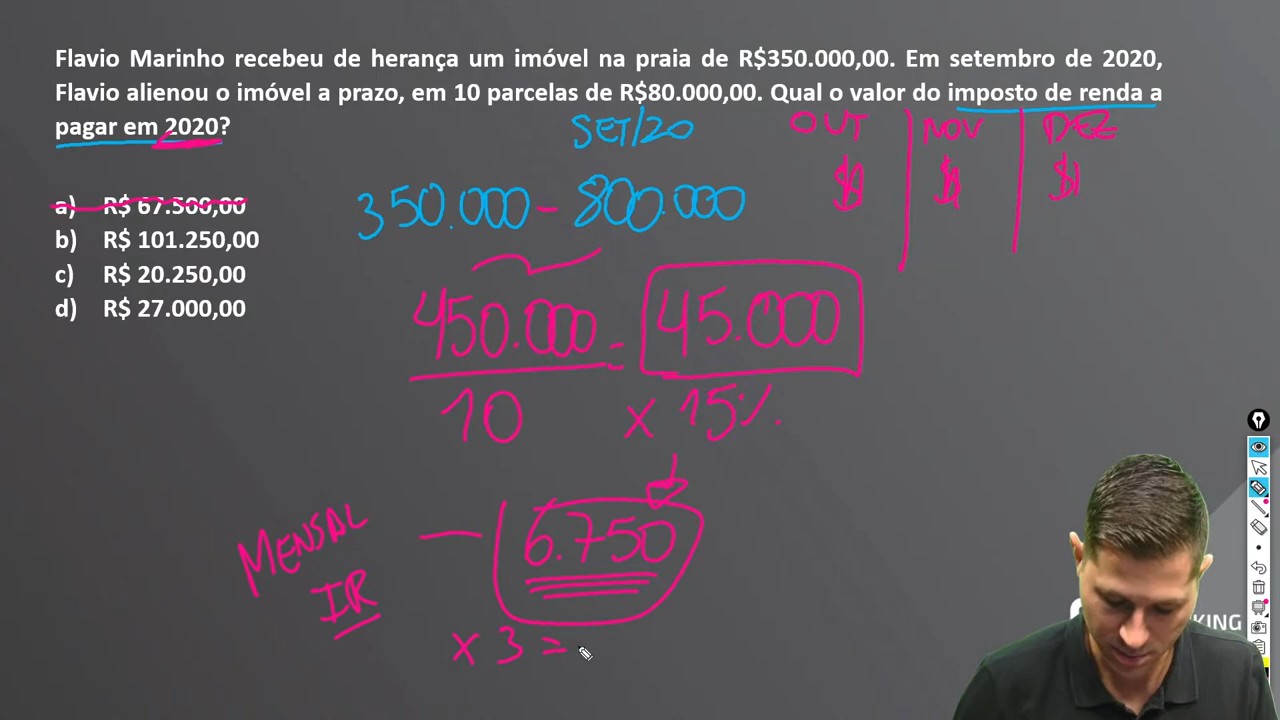 Flavio Marinho recebeu de herança um imóvel na praia de R$350.000,00. Em setembro de 2020,
Flavio alienou o imóvel a prazo, em 10 parcelas de R$80.000,00. Qual o valor do imposto de renda a
pagar em 2020?
SET/20
OUT NOV DEZ
$ $ $
a) R$ 67.500,00
b) R$ 101.250,00
c) R$ 20.250,00
d) R$ 27.000,00
350.000 - 800.000
450.000 = 45.000
10 x 15%
MENSAL IR — 6.750
x 3 =
KING